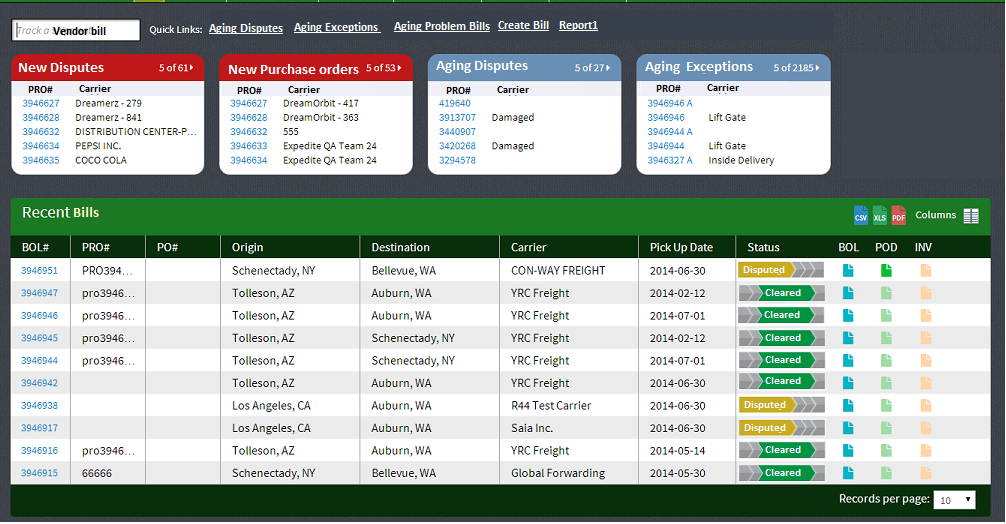 Track a s Vendor bill Quick Links: Aging Disputes Aging Exceptions Aging Problem Bills Create Bill Report1
New Disputes 5 of 61
PRO# Carrier
3946627 Dreamerz - 279
3946628 Dreamerz - 841
3946632 DISTRIBUTION CENTER-P...
3946634 PEPSI INC.
3946635 COCO COLA
New Purchase orders 5 of 53
PRO# Carrier
3946627 DreamOrbit - 417
3946628 DreamOrbit - 363
3946632 555
3946633 Expedite QA Team 24
3946634 Expedite QA Team 24
Aging Disputes 5 of 27
PRO# Carrier
419640
3913707 Damaged
3440907
3420268 Damaged
3294578
Aging Exceptions 5 of 2185
PRO# Carrier
3946946 A
3946946 Lift Gate
3946944 A
3946944 Lift Gate
3946327 A Inside Delivery
Recent Bills CSV XLS PDF Columns
BOL# PRO# PO# Origin Destination Carrier Pick Up Date Status BOL POD INV
3946951 PRO394... Schenectady, NY Bellevue, WA CON-WAY FREIGHT 2014-06-30 Disputed
3946947 pro3946... Tolleson, AZ Auburn, WA YRC Freight 2014-02-12 Cleared
3946946 pro3946... Tolleson, AZ Auburn, WA YRC Freight 2014-07-01 Cleared
3946945 pro3946... Tolleson, AZ Schenectady, NY YRC Freight 2014-02-12 Cleared
3946944 pro3946... Tolleson, AZ Schenectady, NY YRC Freight 2014-07-01 Cleared
3946942 Tolleson, AZ Auburn, WA YRC Freight 2014-06-30 Cleared
3946938 Los Angeles, CA Auburn, WA R44 Test Carrier 2014-06-30 Disputed
3946917 Los Angeles, CA Auburn, WA Saia Inc. 2014-06-30 Disputed
3946916 pro3946... Tolleson, AZ Auburn, WA YRC Freight 2014-05-14 Cleared
3946915 66666 Schenectady, NY Bellevue, WA Global Forwarding 2014-05-30 Cleared
Records per page: 10